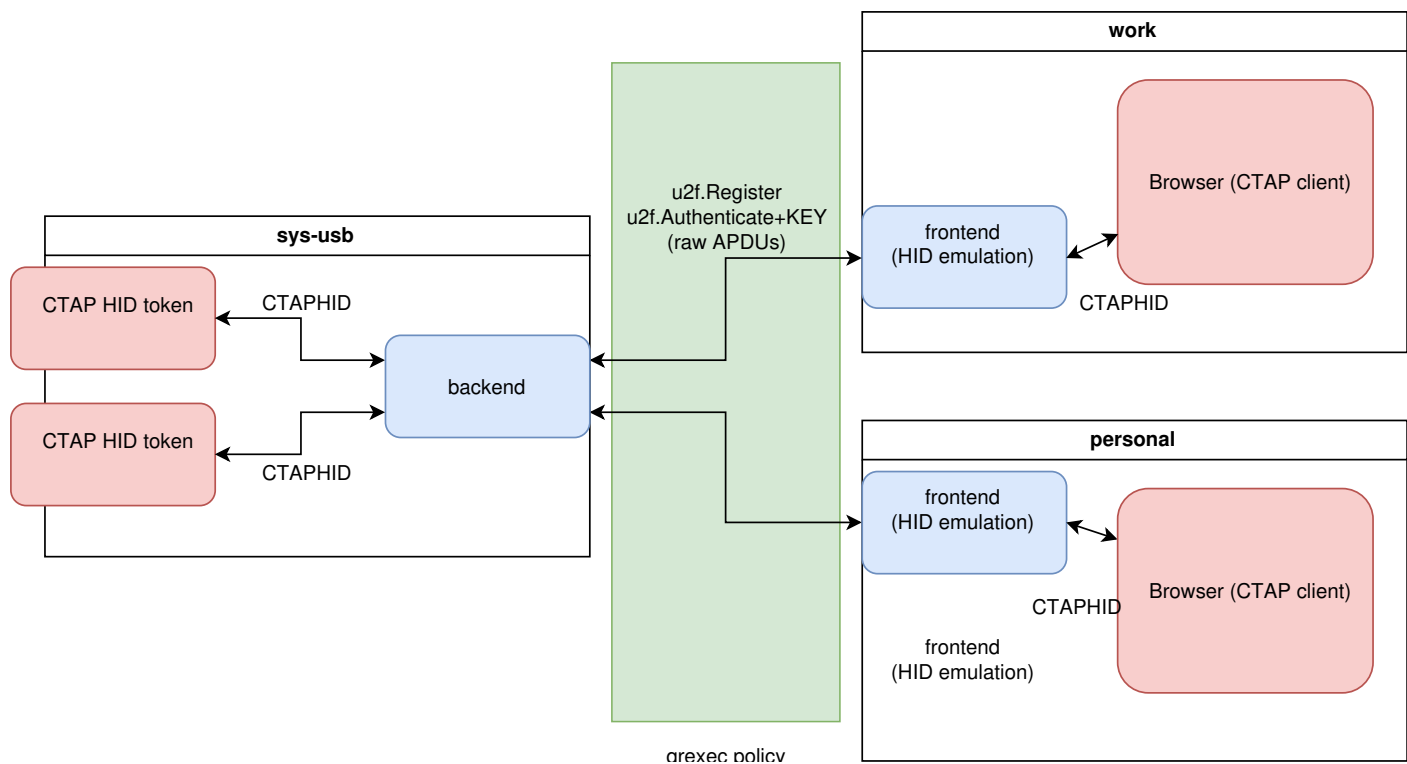 work
Browser (CTAP client)
frontend
(HID emulation)
CTAPHID
u2f.Register
u2f.Authenticate+KEY
(raw APDUs)
sys-usb
CTAP HID token
CTAPHID
backend
CTAP HID token
CTAPHID
personal
frontend
(HID emulation)
Browser (CTAP client)
CTAPHID
frontend
(HID emulation)
qrexec policy